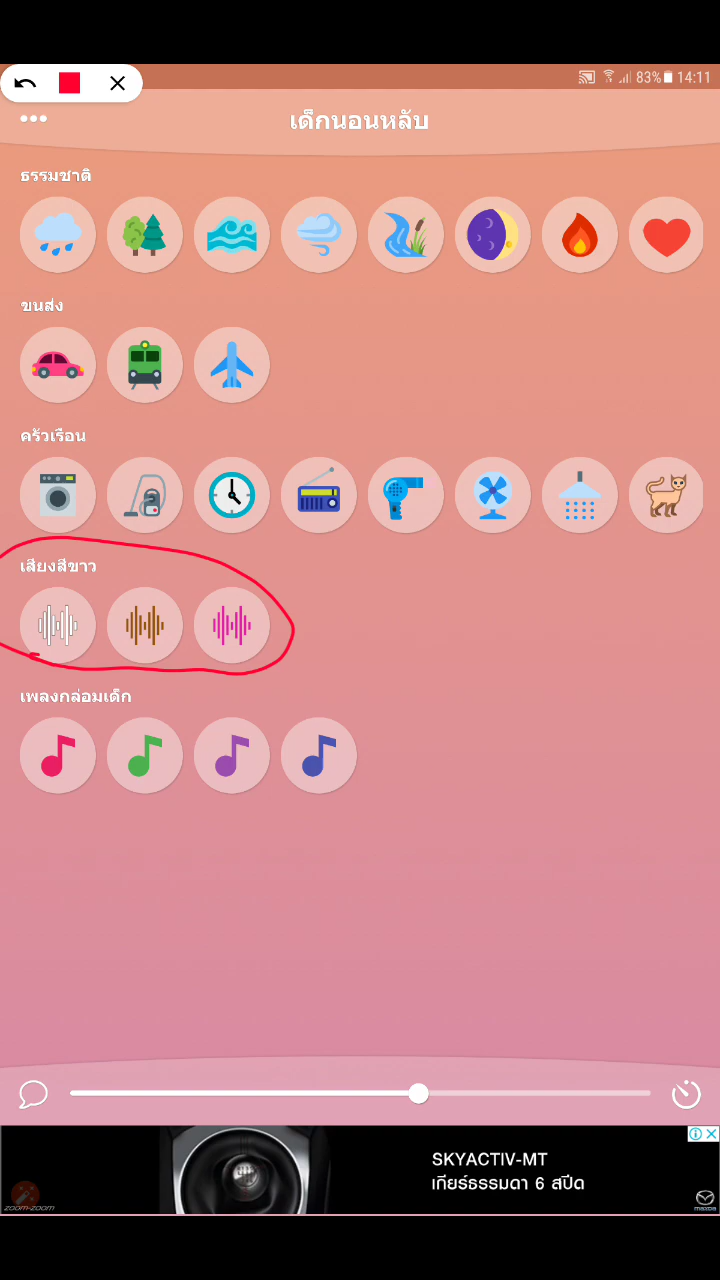 83% 14:11
เด็กนอนหลับ
ธรรมชาติ
ขนส่ง
ครัวเรือน
เสียงสีขาว
เพลงกล่อมเด็ก
SKYACTIV-MT
เกียร์ธรรมดา 6 สปีด
zoom-zoom
mazda